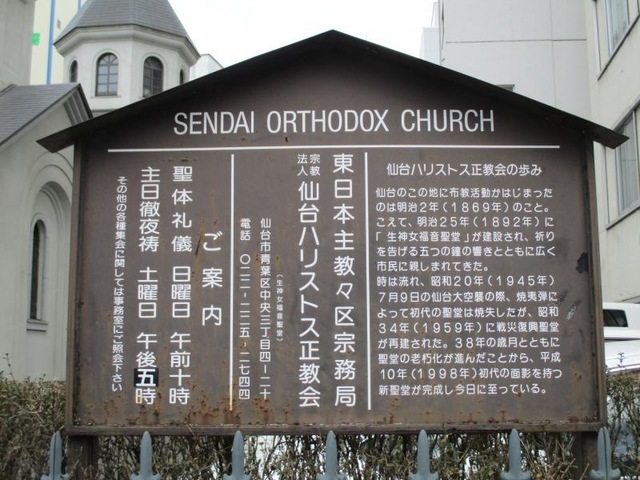 SENDAI ORTHODOX CHURCH
仙台ハリストス正教会の歩み
仙台のこの地に布教活動がはじまった
のは明治2年(1869年)のこと。
こえて、明治25年(1892年)に
「生神女福音聖堂」が建設され、祈り
を告げる五つの鐘の響きとともに広く
市民に親しまれてきた。
時は流れ、昭和20年(1945年)
7月9日の仙台大空襲の際、焼夷弾に
よって初代の聖堂は焼失したが、昭和
34年(1959年)に戦災復興聖堂
が再建された。38年の歳月とともに
聖堂の老朽化が進んだことから、平成
10年(1998年)初代の面影を持つ
新聖堂が完成し今日に至っている。
東日本主教々区宗務局
宗教法人 仙台ハリストス正教会
(生神女福音聖堂)
仙台市青葉区中央三丁目四-二十
電話 〇二二-二二五-二七四四
ご案内
聖体礼儀 日曜日 午前十時
主日徹夜祷 土曜日 午後五時
その他の各種集会に関しては事務室にご照会下さい